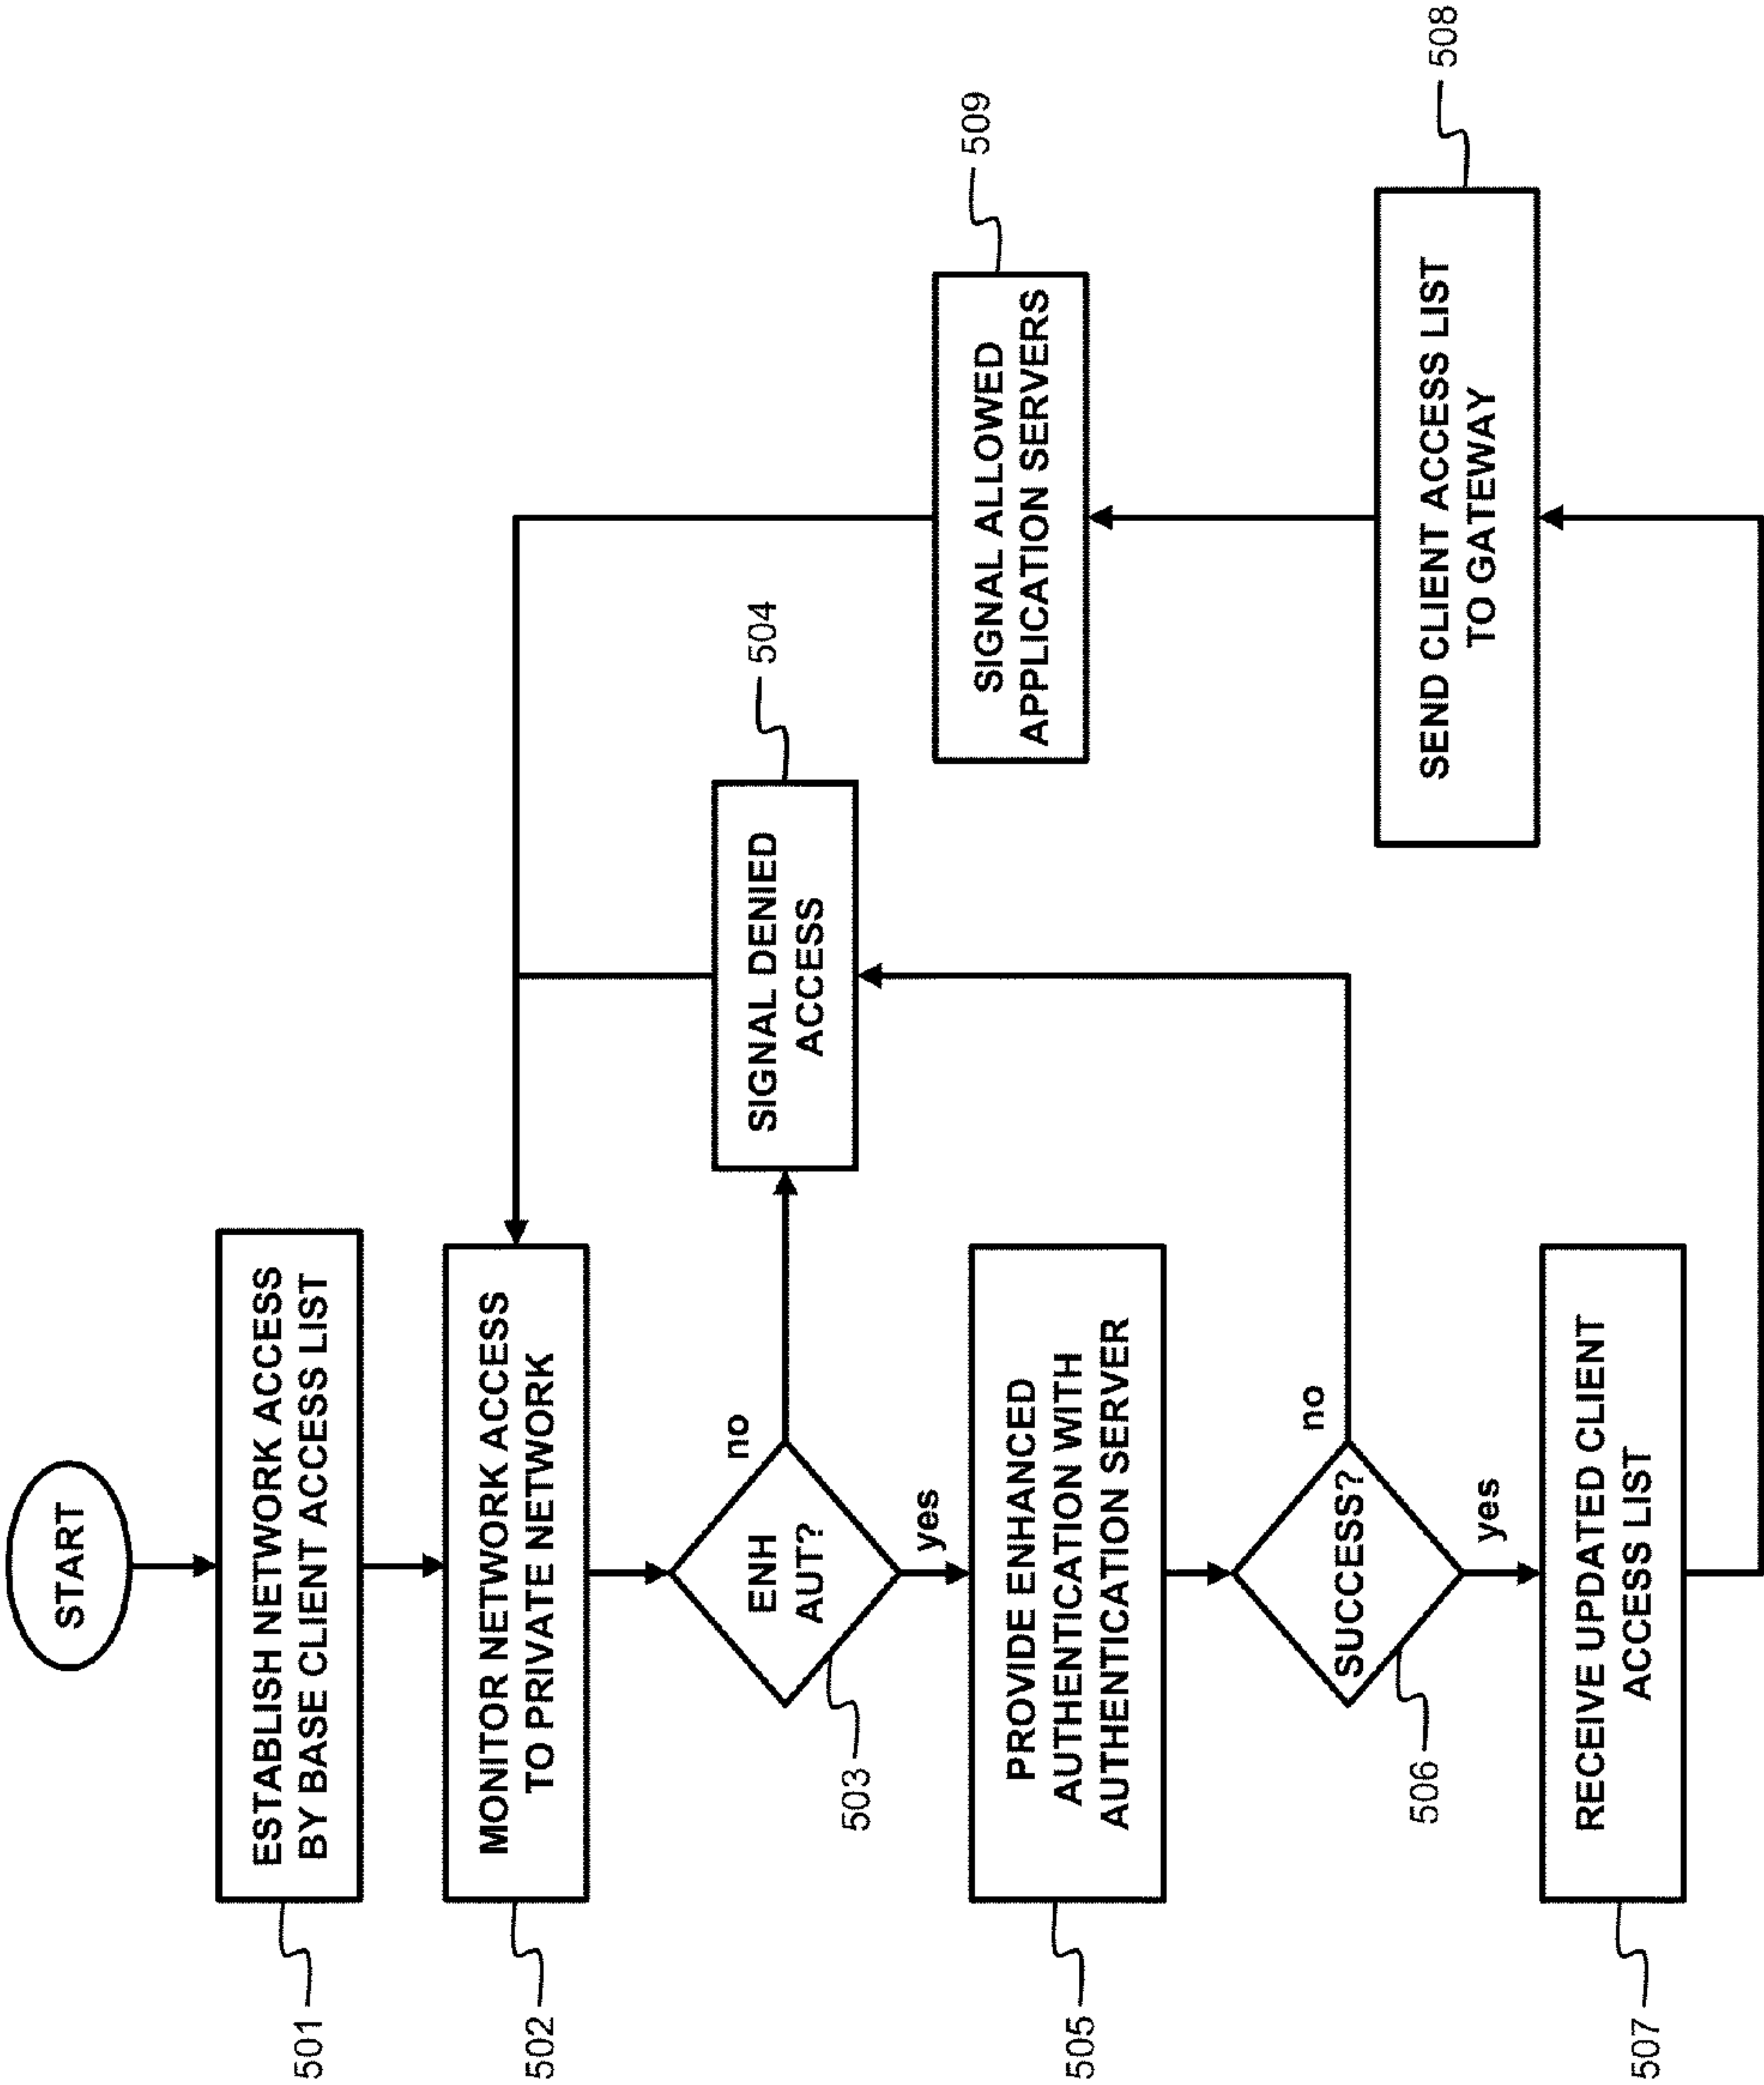 START
501
ESTABLISH NETWORK ACCESS
BY BASE CLIENT ACCESS LIST
502
MONITOR NETWORK ACCESS
TO PRIVATE NETWORK
503
ENH
AUT?
no
yes
504
SIGNAL DENIED
ACCESS
505
PROVIDE ENHANCED
AUTHENTICATION WITH
AUTHENTICATION SERVER
506
SUCCESS?
no
yes
507
RECEIVE UPDATED CLIENT
ACCESS LIST
508
SEND CLIENT ACCESS LIST
TO GATEWAY
509
SIGNAL ALLOWED
APPLICATION SERVERS